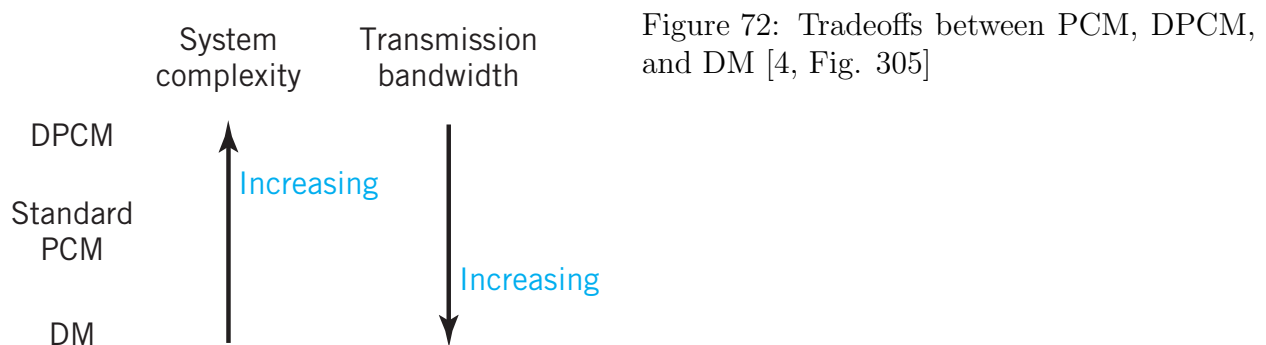 System
complexity
Transmission
bandwidth
Figure 72: Tradeoffs between PCM, DPCM,
and DM [4, Fig. 305]
DPCM
Increasing
Standard
PCM
Increasing
DM